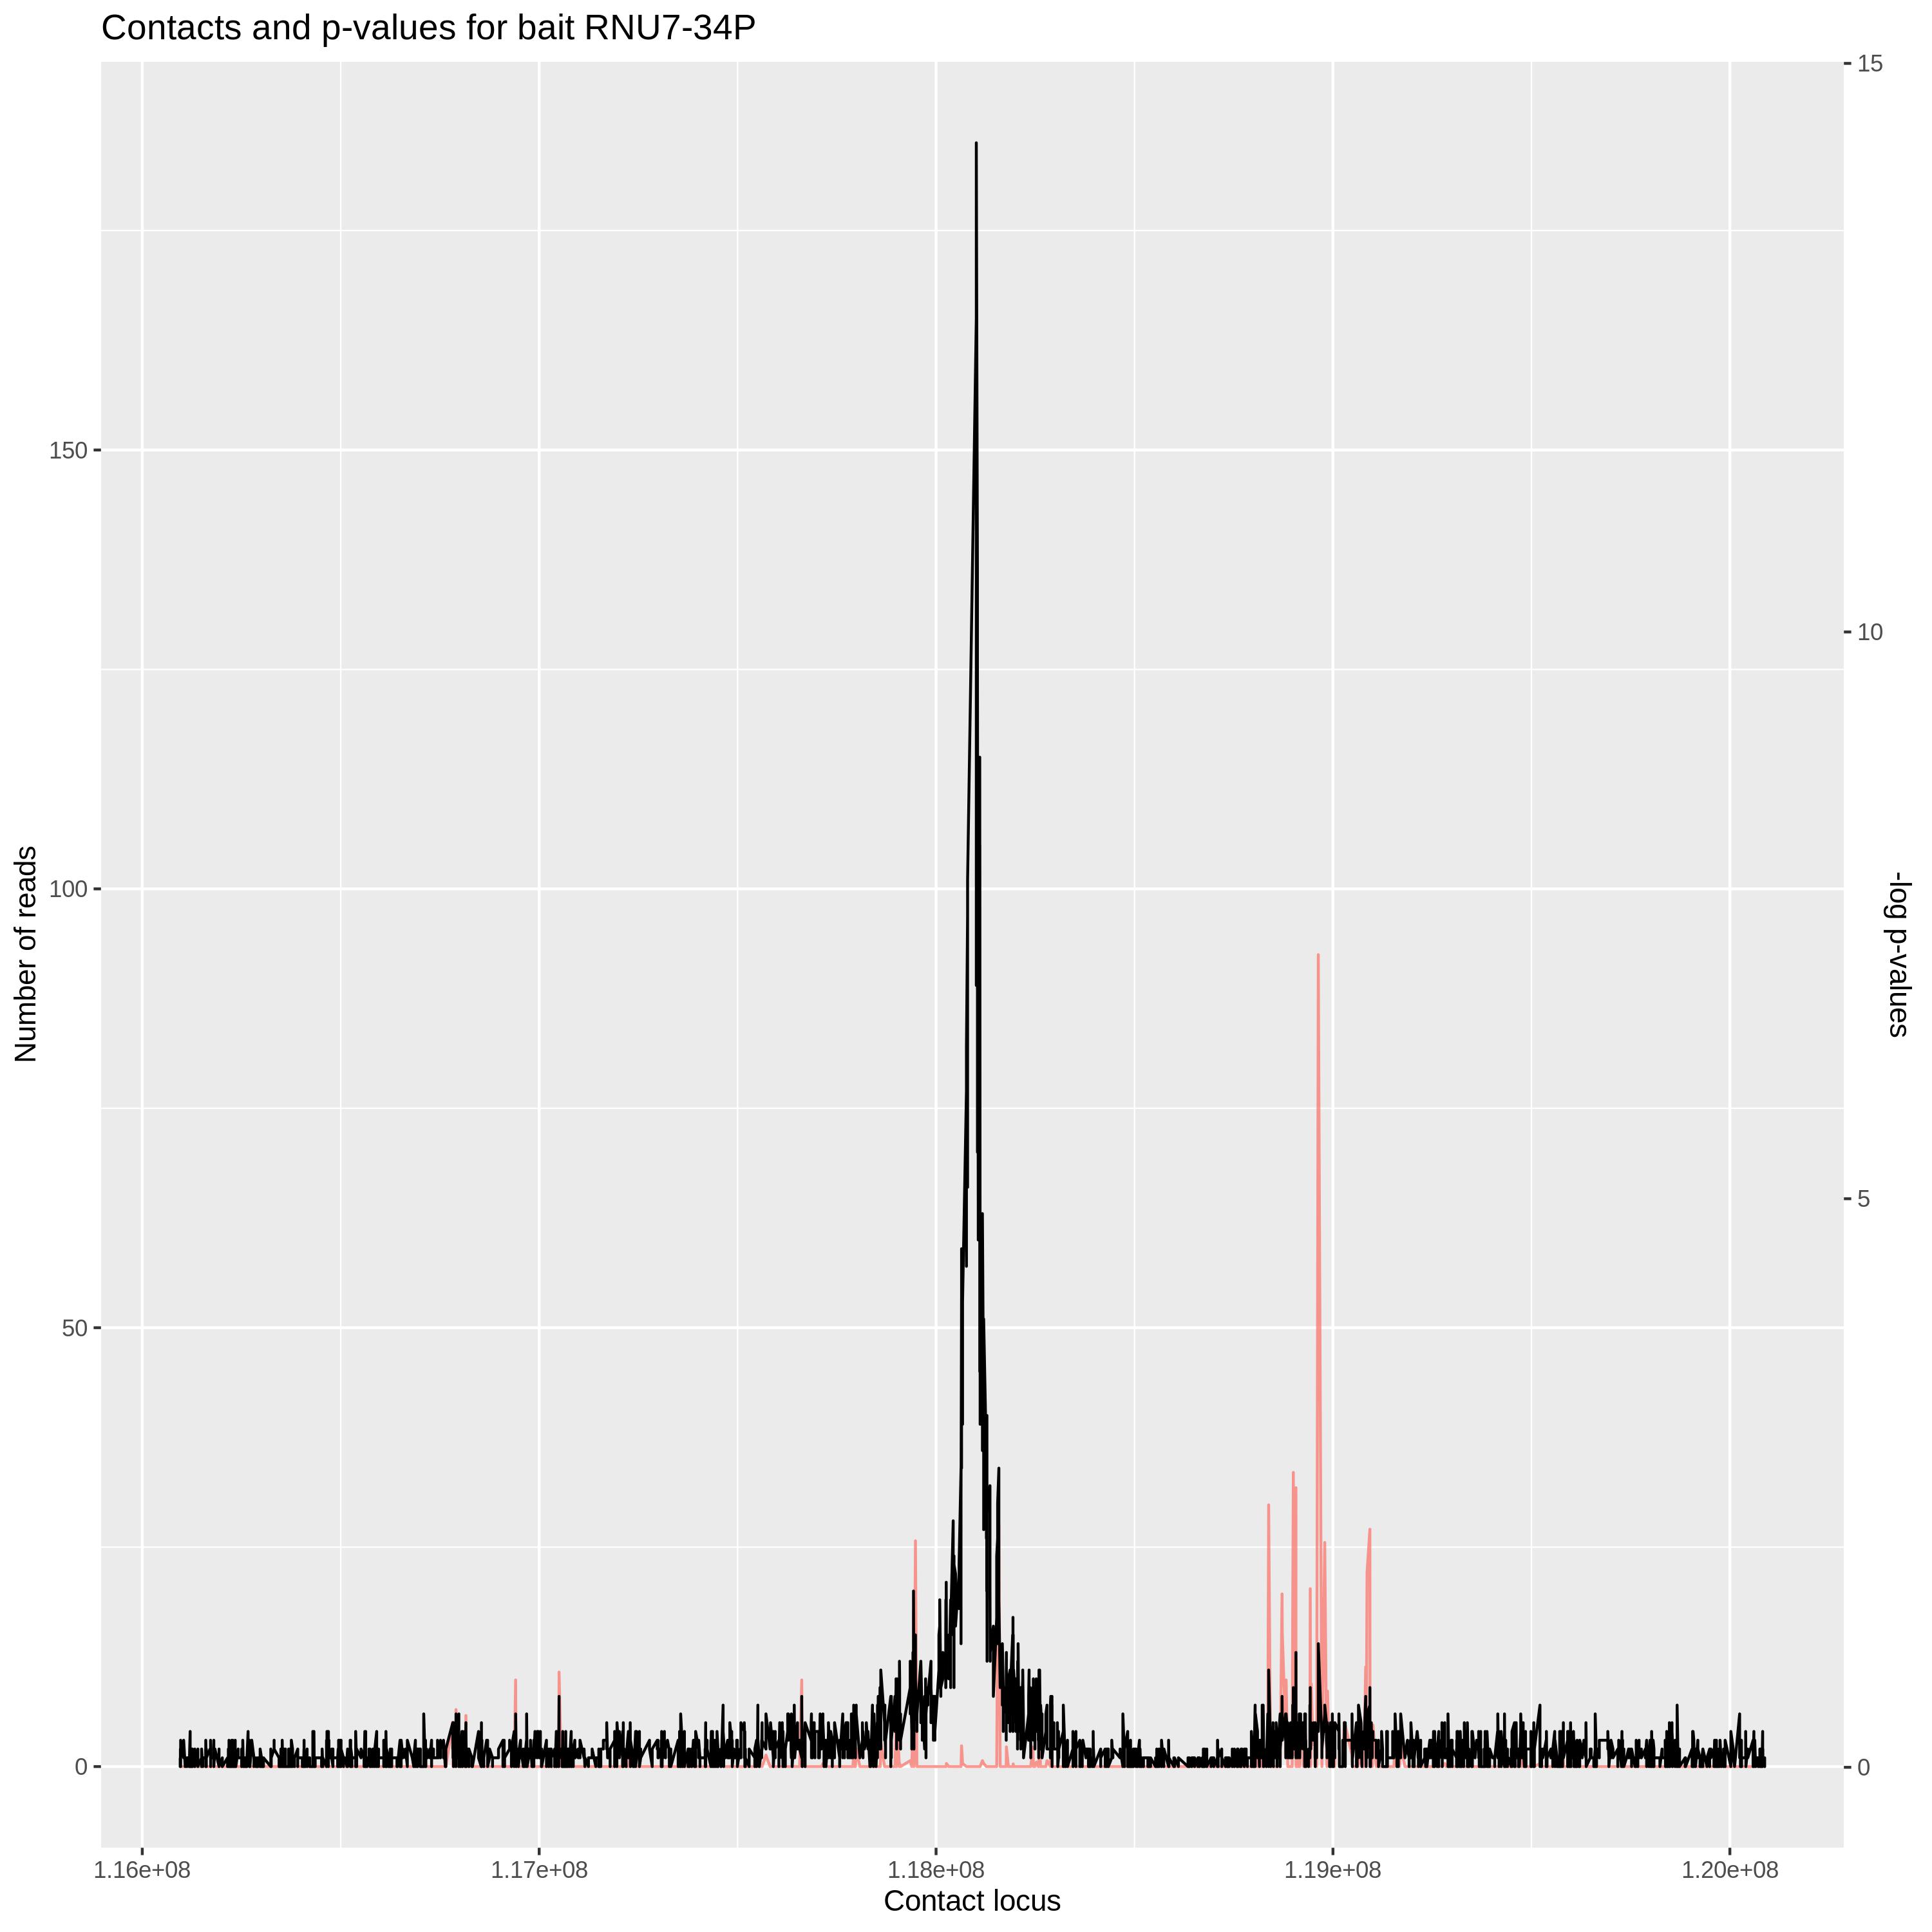 Contacts and p-values for bait RNU7-34P
15
150
10
100
Number of reads
-log p-values
5
50
0
0
1.16e+08
1.17e+08
1.18e+08
1.19e+08
1.20e+08
Contact locus